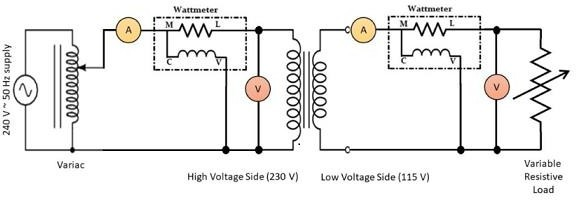 Wattmeter
M L
C V
A
V
240 V ~ 50 Hz supply
Variac
High Voltage Side (230 V)
Wattmeter
M L
C V
A
V
Low Voltage Side (115 V)
Variable
Resistive
Load